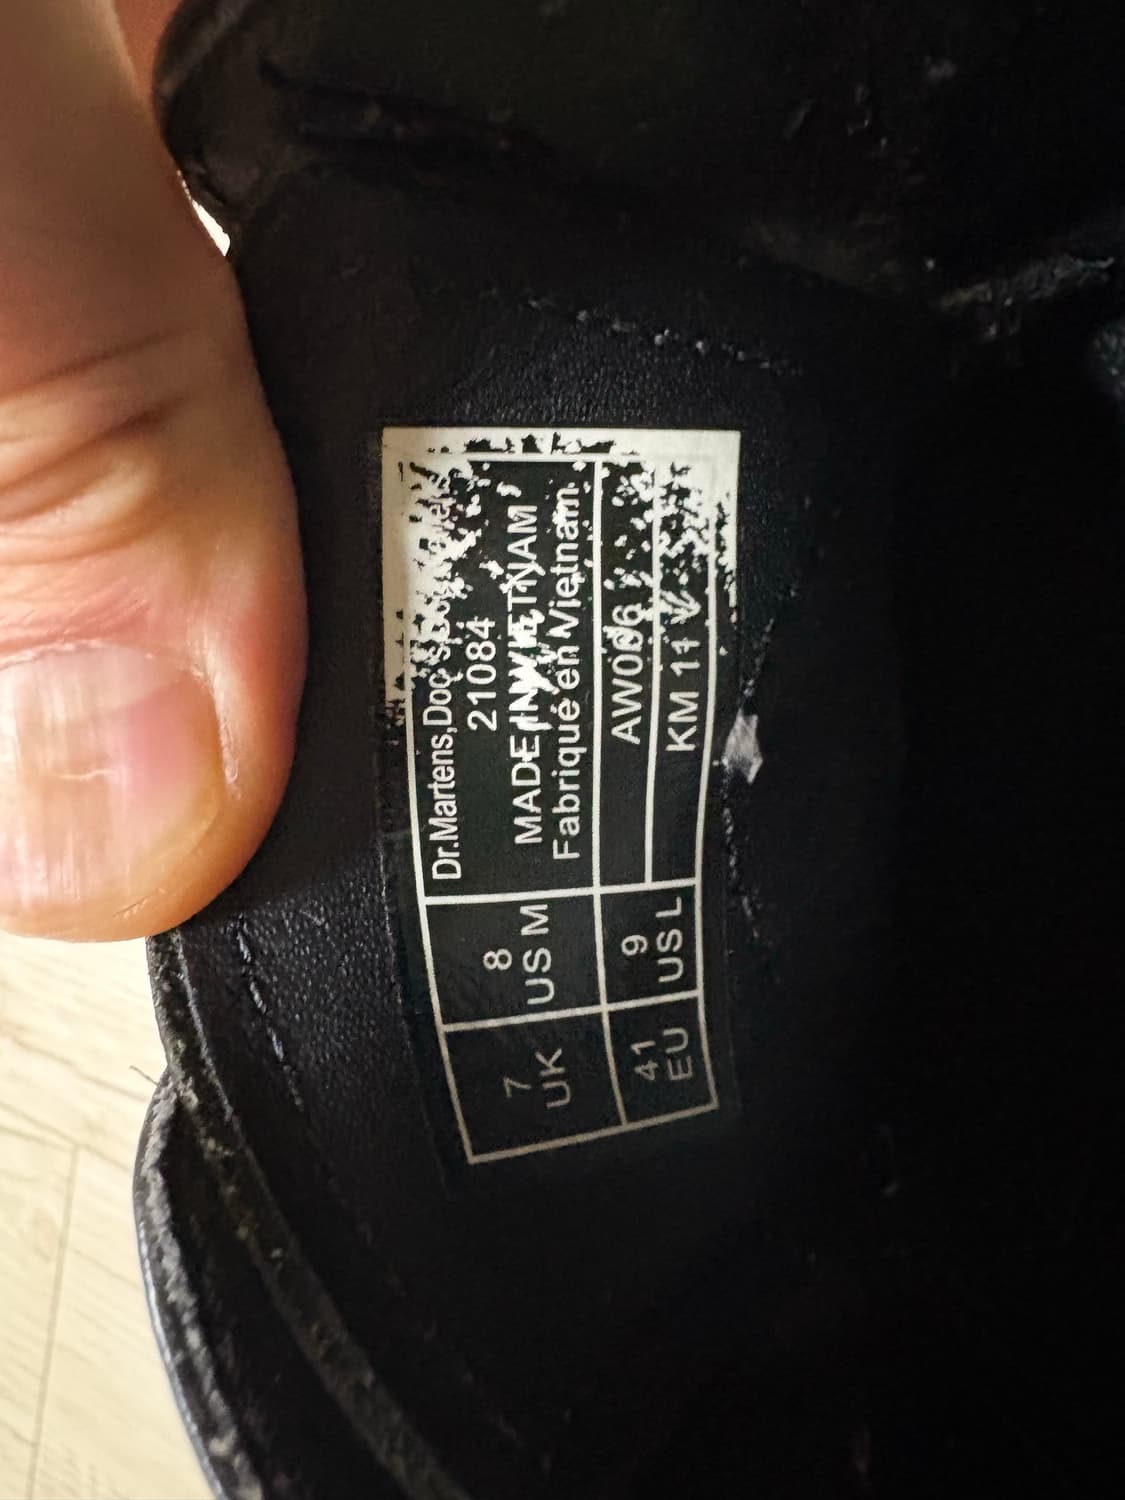 Dr.Martens,Doc
21084
MADE IN VIETNAM
Fabriqué en Vietnam
AW006
KM 11
8
US M
9
US L
7
UK
41
EU